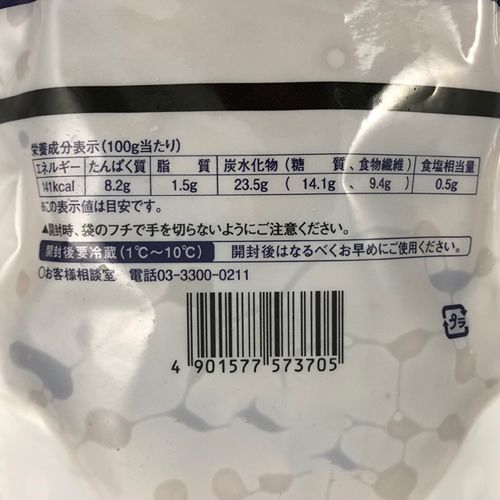 栄養成分表示(100g当たり)
エネルギー たんぱく質 脂質 炭水化物(糖質、食物繊維) 食塩相当量
141kcal 8.2g 1.5g 23.5g(14.1g、9.4g) 0.5g
※この表示値は目安です。
▲開封時、袋のフチで手を切らないようにご注意ください。
開封後要冷蔵(1℃〜10℃) 開封後はなるべくお早めにご使用ください。
○お客様相談室 電話03-3300-0211
プラ
4 901577 573705